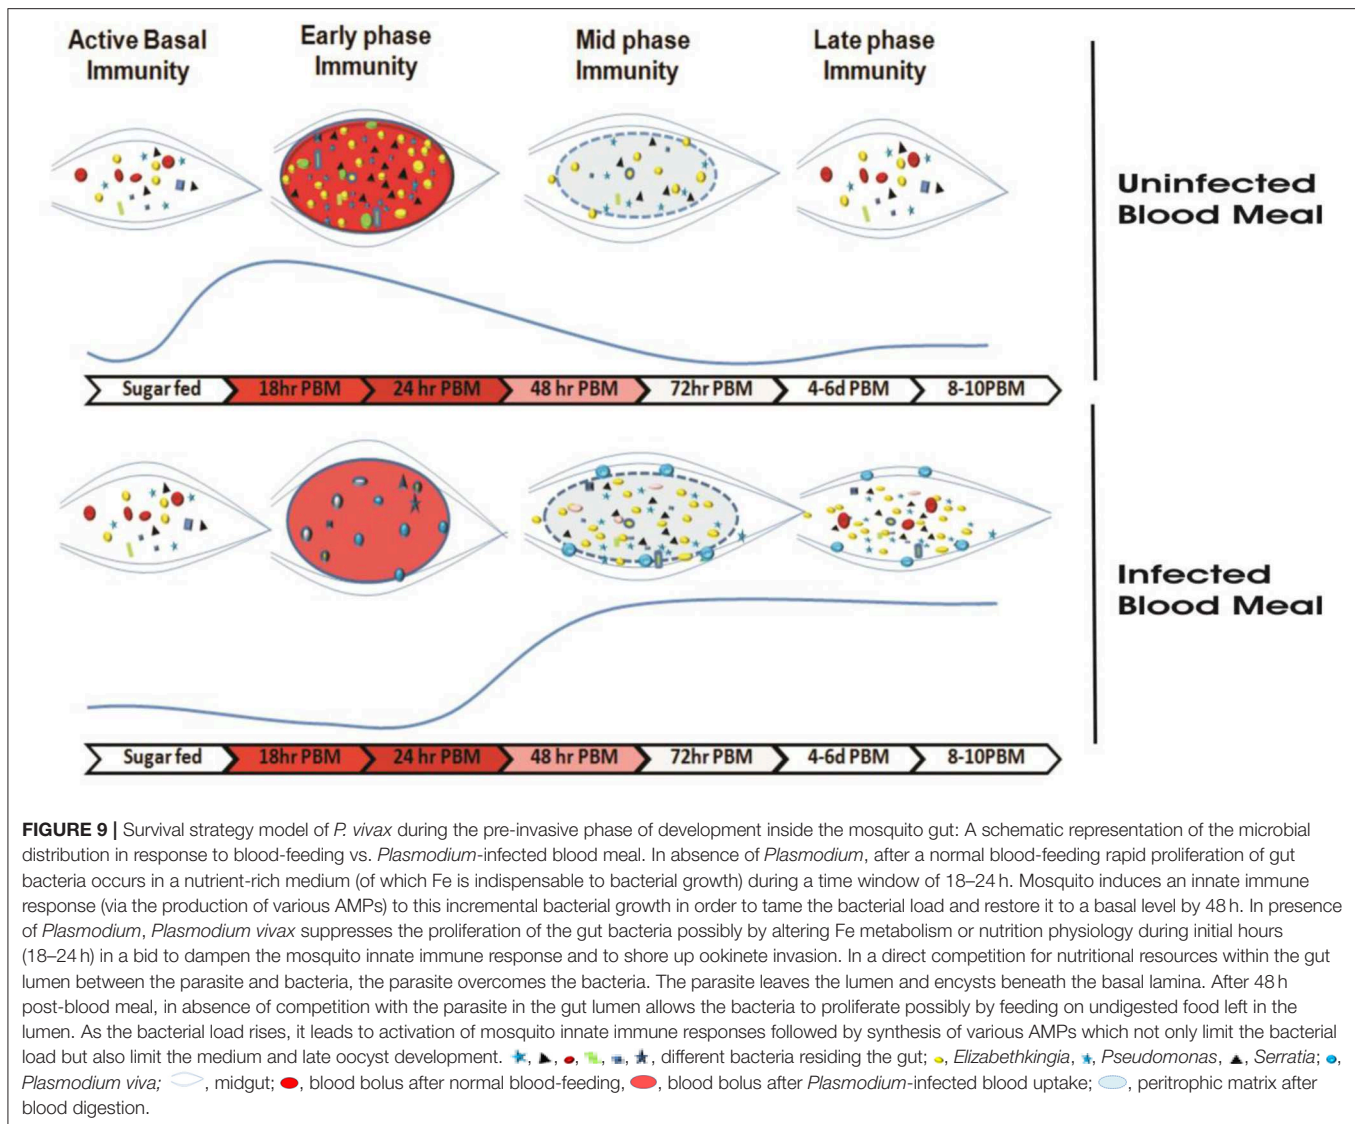 Active Basal
Immunity
Early phase
Immunity
Mid phase
Immunity
Late phase
Immunity
Uninfected
Blood Meal
Sugar fed
18hr PBM
24 hr PBM
48 hr PBM
72hr PBM
4-6d PBM
8-10PBM
Infected
Blood Meal
Sugar fed
18hr PBM
24 hr PBM
48 hr PBM
72hr PBM
4-6d PBM
8-10PBM
FIGURE 9 | Survival strategy model of P. vivax during the pre-invasive phase of development inside the mosquito gut: A schematic representation of the microbial
distribution in response to blood-feeding vs. Plasmodium-infected blood meal. In absence of Plasmodium, after a normal blood-feeding rapid proliferation of gut
bacteria occurs in a nutrient-rich medium (of which Fe is indispensable to bacterial growth) during a time window of 18–24 h. Mosquito induces an innate immune
response (via the production of various AMPs) to this incremental bacterial growth in order to tame the bacterial load and restore it to a basal level by 48 h. In presence
of Plasmodium, Plasmodium vivax suppresses the proliferation of the gut bacteria possibly by altering Fe metabolism or nutrition physiology during initial hours
(18–24 h) in a bid to dampen the mosquito innate immune response and to shore up ookinete invasion. In a direct competition for nutritional resources within the gut
lumen between the parasite and bacteria, the parasite overcomes the bacteria. The parasite leaves the lumen and encysts beneath the basal lamina. After 48 h
post-blood meal, in absence of competition with the parasite in the gut lumen allows the bacteria to proliferate possibly by feeding on undigested food left in the
lumen. As the bacterial load rises, it leads to activation of mosquito innate immune responses followed by synthesis of various AMPs which not only limit the bacterial
load but also limit the medium and late oocyst development. , , , , , , different bacteria residing the gut; , Elizabethkingia, , Pseudomonas, , Serratia; ,
Plasmodium viva; , midgut; , blood bolus after normal blood-feeding, , blood bolus after Plasmodium-infected blood uptake; , peritrophic matrix after
blood digestion.